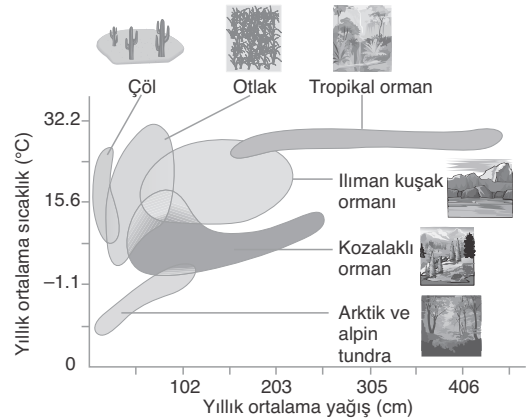 Çöl
Otlak
Tropikal orman
Yıllık ortalama sıcaklık (°C)
32.2
15.6
–1.1
0
Ilıman kuşak
ormanı
Kozalaklı
orman
Arktik ve
alpin
tundra
102
203
305
406
Yıllık ortalama yağış (cm)